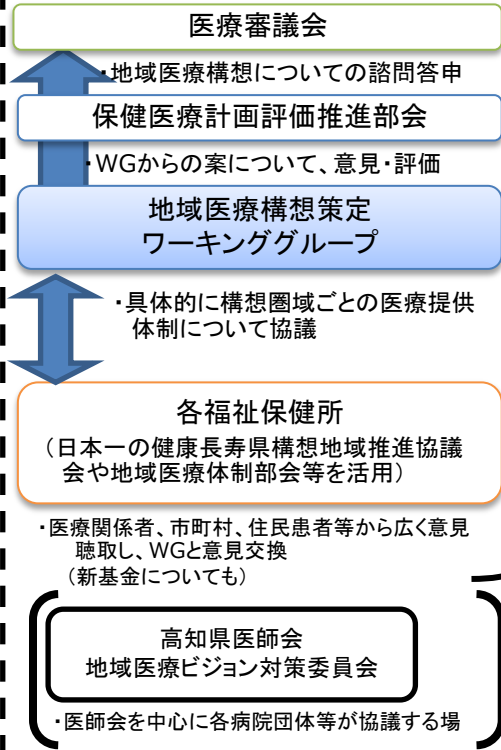 医療審議会
・地域医療構想についての諮問答申
保健医療計画評価推進部会
・WGからの案について、意見・評価
地域医療構想策定
ワーキンググループ
・具体的に構想圏域ごとの医療提供
体制について協議
各福祉保健所
（日本一の健康長寿県構想地域推進協議
会や地域医療体制部会等を活用）
・医療関係者、市町村、住民患者等から広く意見
聴取し、WGと意見交換
（新基金についても）
高知県医師会
地域医療ビジョン対策委員会
・医師会を中心に各病院団体等が協議する場